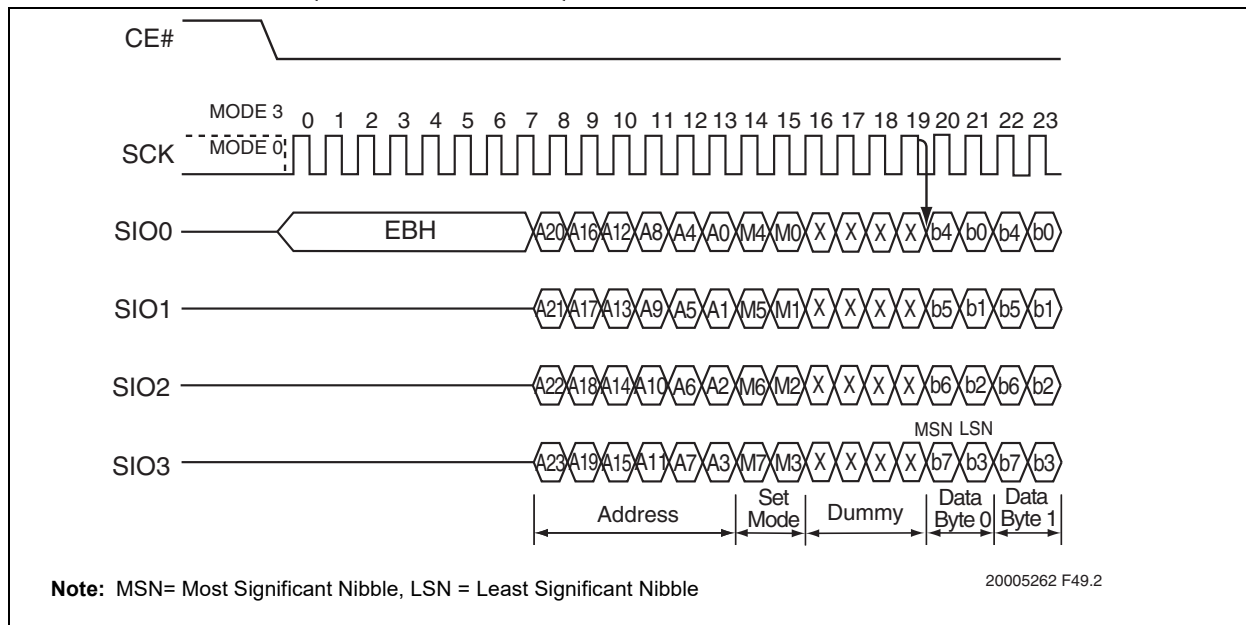 CE#
MODE 3
0 1 2 3 4 5 6 7 8 9 10 11 12 13 14 15 16 17 18 19 20 21 22 23
SCK
MODE 0
SIO0
EBH
A20 A16 A12 A8 A4 A0 M4 M0 X X X X b4 b0 b4 b0
SIO1
A21 A17 A13 A9 A5 A1 M5 M1 X X X X b5 b1 b5 b1
SIO2
A22 A18 A14 A10 A6 A2 M6 M2 X X X X b6 b2 b6 b2
MSN LSN
SIO3
A23 A19 A15 A11 A7 A3 M7 M3 X X X X b7 b3 b7 b3
Address
Set
Mode
Dummy
Data
Byte 0
Data
Byte 1
Note: MSN= Most Significant Nibble, LSN = Least Significant Nibble
20005262 F49.2